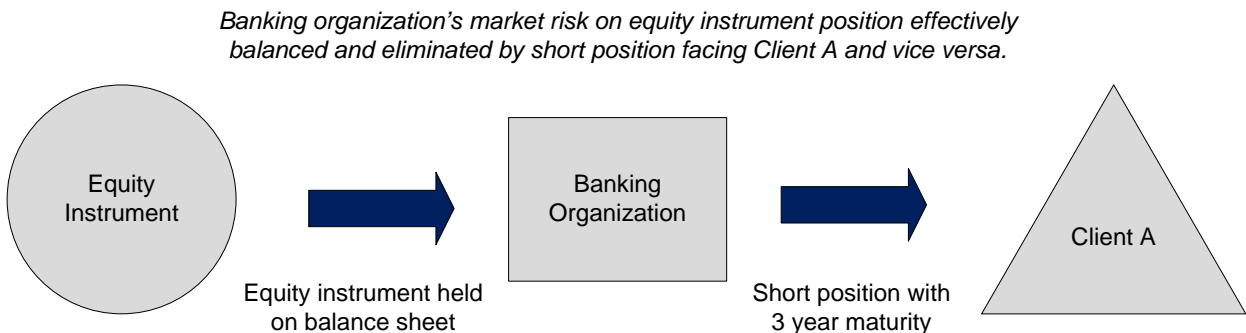 Banking organization’s market risk on equity instrument position effectively
balanced and eliminated by short position facing Client A and vice versa.
Equity
Instrument
Banking
Organization
Client A
Equity instrument held
on balance sheet
Short position with
3 year maturity